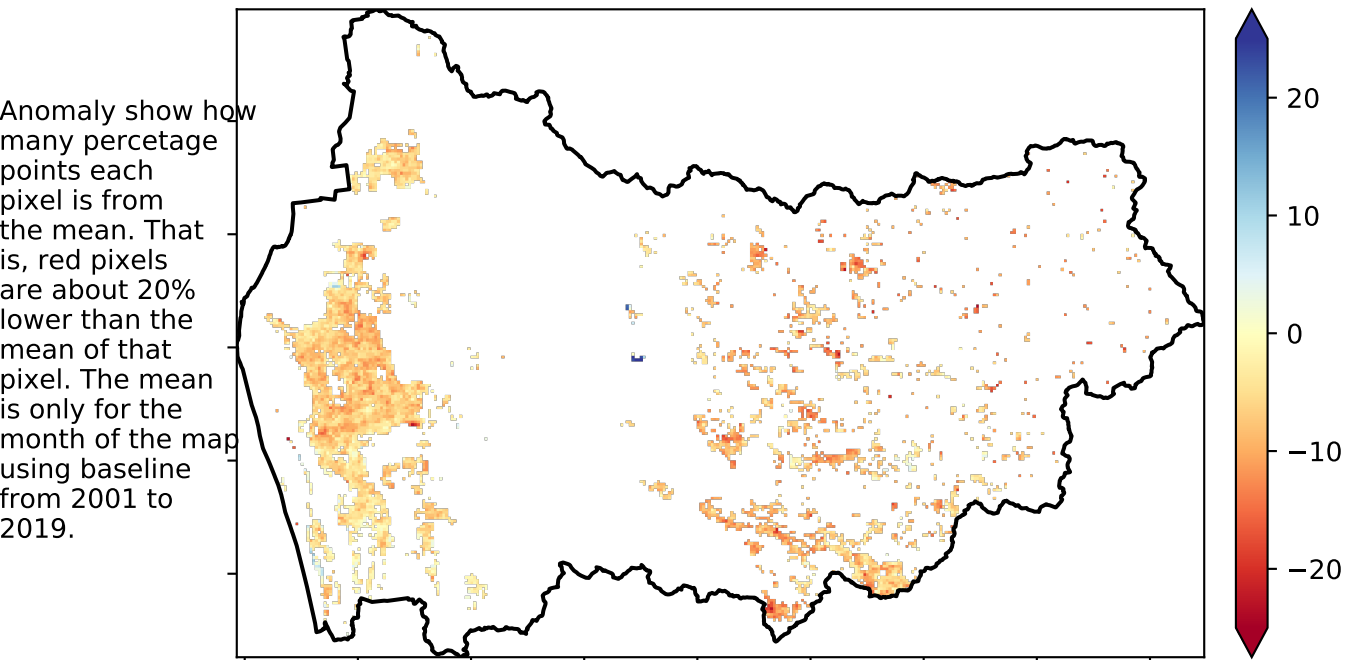 Anomaly show how
many percetage
points each
pixel is from
the mean. That
is, red pixels
are about 20%
lower than the
mean of that
pixel. The mean
is only for the
month of the map
using baseline
from 2001 to
2019.
20
10
0
−10
−20